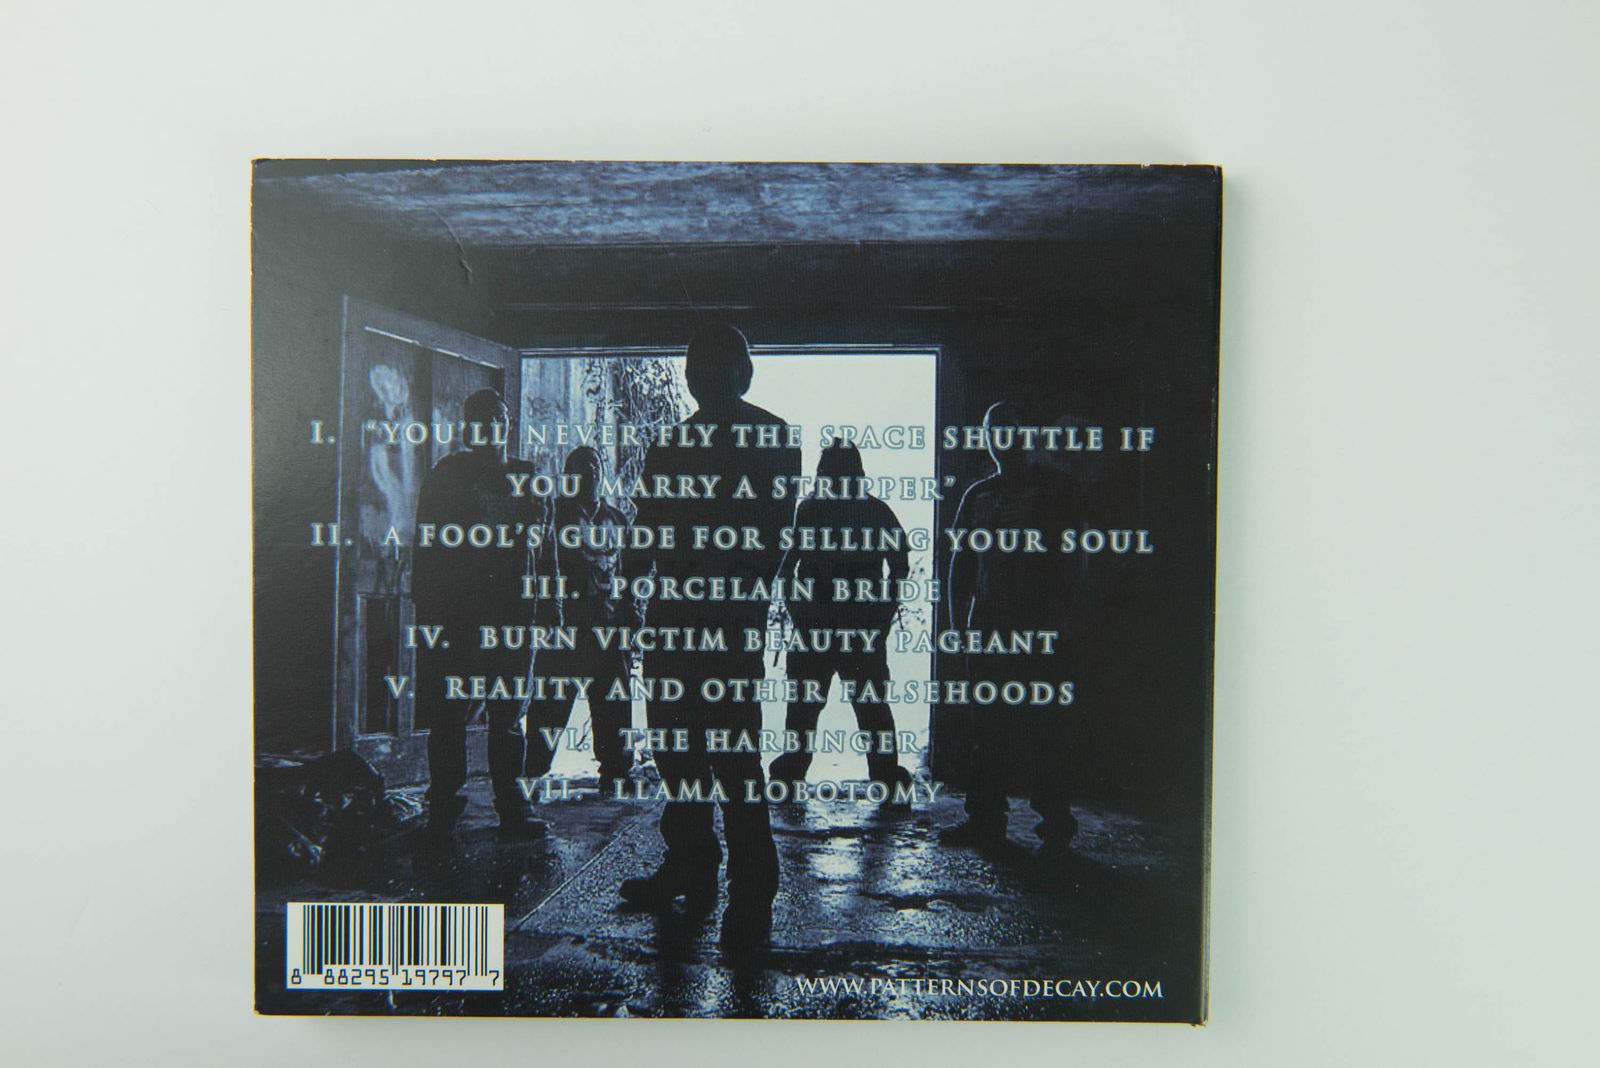 I. "YOU'LL NEVER FLY THE SPACE SHUTTLE IF
YOU MARRY A STRIPPER"
II. A FOOL'S GUIDE FOR SELLING YOUR SOUL
III. PORCELAIN BRIDE
IV. BURN VICTIM BEAUTY PAGEANT
V. REALITY AND OTHER FALSEHOODS
VI. THE HARBINGER
VII. LLAMA LOBOTOMY
8 88295 19797 7
WWW.PATTERNSOFDECAY.COM